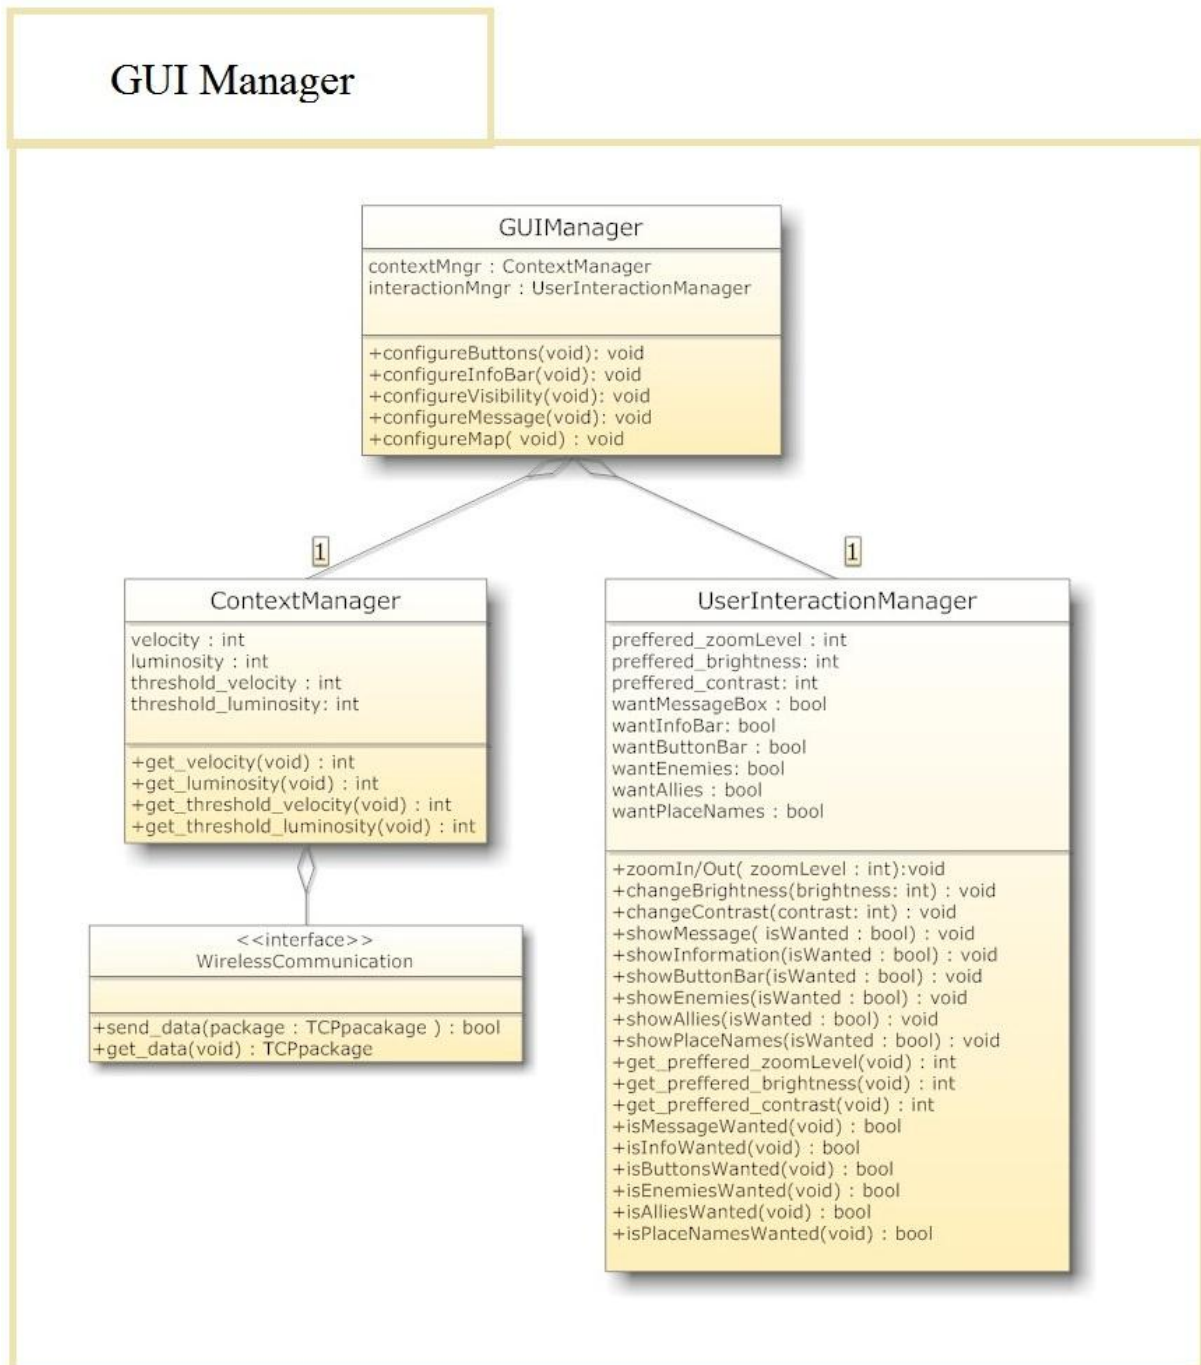 GUI Manager
GUIManager
contextMngr : ContextManager
interactionMngr : UserInteractionManager
+configureButtons(void): void
+configureInfoBar(void): void
+configureVisibility(void): void
+configureMessage(void): void
+configureMap( void) : void
1
1
ContextManager
velocity : int
luminosity : int
threshold_velocity : int
threshold_luminosity: int
+get_velocity(void) : int
+get_luminosity(void) : int
+get_threshold_velocity(void) : int
+get_threshold_luminosity(void) : int
<<interface>>
WirelessCommunication
+send_data(package : TCPpacakage ) : bool
+get_data(void) : TCPpackage
UserInteractionManager
preffered_zoomLevel : int
preffered_brightness: int
preffered_contrast: int
wantMessageBox : bool
wantInfoBar: bool
wantButtonBar : bool
wantEnemies: bool
wantAllies : bool
wantPlaceNames : bool
+zoomIn/Out( zoomLevel : int):void
+changeBrightness(brightness: int) : void
+changeContrast(contrast: int) : void
+showMessage( isWanted : bool) : void
+showInformation(isWanted : bool) : void
+showButtonBar(isWanted : bool) : void
+showEnemies(isWanted : bool) : void
+showAllies(isWanted : bool) : void
+showPlaceNames(isWanted : bool) : void
+get_preffered_zoomLevel(void) : int
+get_preffered_brightness(void) : int
+get_preffered_contrast(void) : int
+isMessageWanted(void) : bool
+isInfoWanted(void) : bool
+isButtonsWanted(void) : bool
+isEnemiesWanted(void) : bool
+isAlliesWanted(void) : bool
+isPlaceNamesWanted(void) : bool